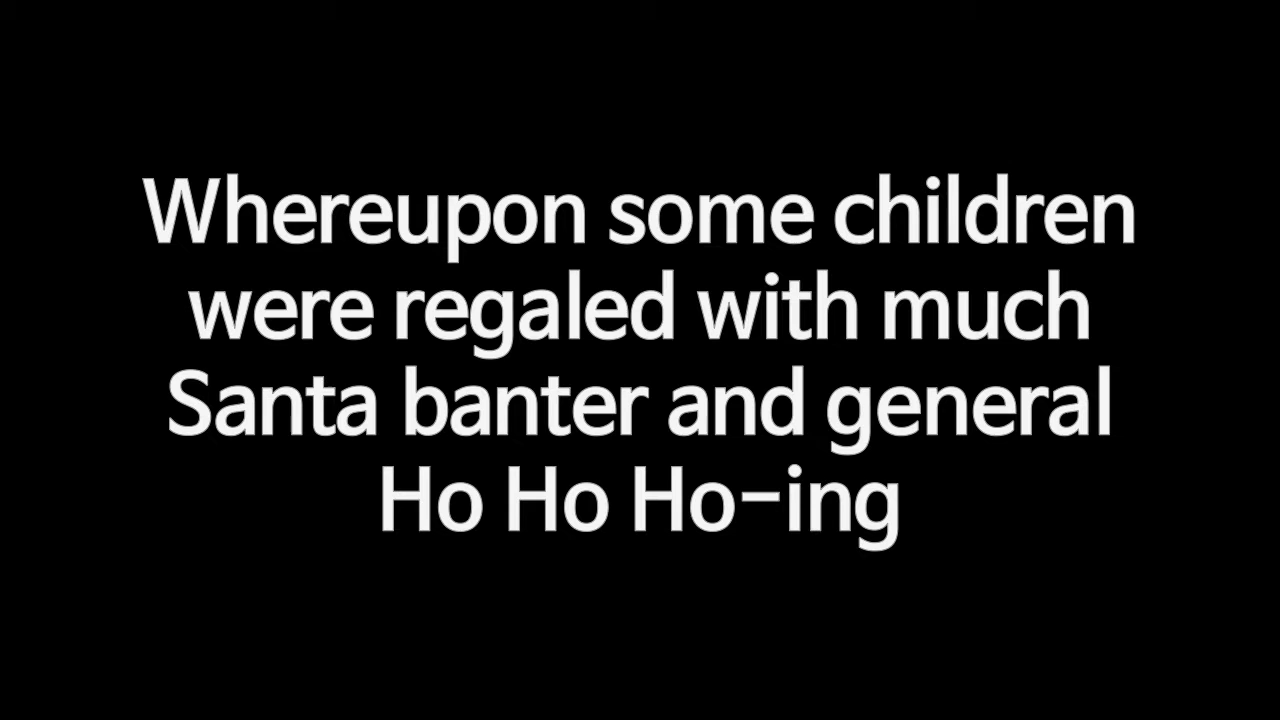 Whereupon some children
were regaled with much
Santa banter and general
Ho Ho Ho-ing